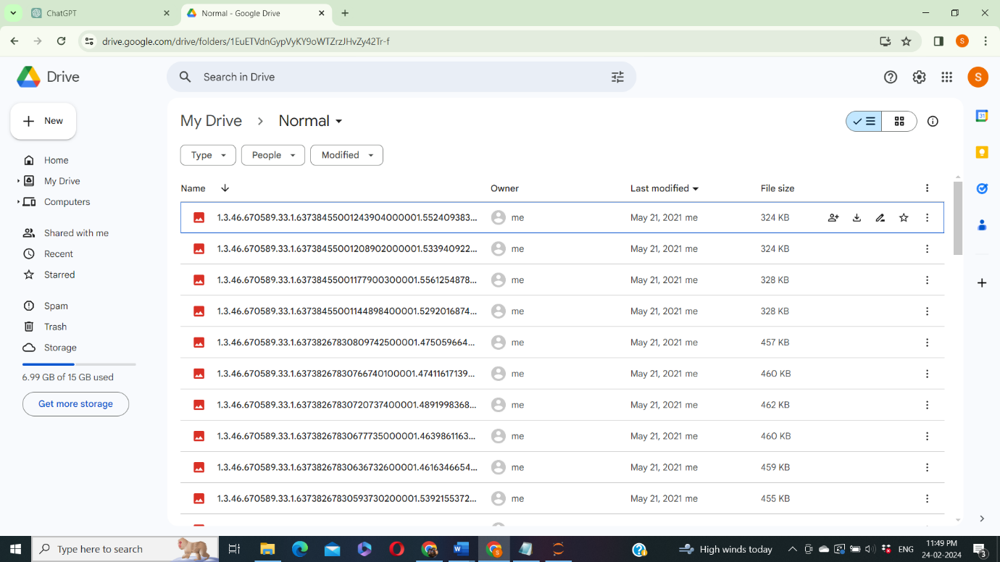 ChatGPT
Normal - Google Drive
drive.google.com/drive/folders/1EuETVdnGypVyKY9oWTZrzJHvZy42Tr-f
S
Drive
Search in Drive
S
New
My Drive > Normal
31
Type
People
Modified
Home
My Drive
Computers
Shared with me
Recent
Starred
Spam
Trash
Storage
6.99 GB of 15 GB used
Get more storage
Name Owner Last modified File size
1.3.46.670589.33.1.63738455001243904000001.552409383... me May 21, 2021 me 324 KB
1.3.46.670589.33.1.63738455001208902000001.533940922... me May 21, 2021 me 324 KB
1.3.46.670589.33.1.63738455001177900300001.5561254878... me May 21, 2021 me 328 KB
1.3.46.670589.33.1.63738455001144898400001.5292016874... me May 21, 2021 me 328 KB
1.3.46.670589.33.1.63738267830809742500001.475059664... me May 21, 2021 me 457 KB
1.3.46.670589.33.1.63738267830766740100001.47411617139... me May 21, 2021 me 460 KB
1.3.46.670589.33.1.63738267830720737400001.4891998368... me May 21, 2021 me 462 KB
1.3.46.670589.33.1.63738267830677735000001.4639861163... me May 21, 2021 me 460 KB
1.3.46.670589.33.1.63738267830636732600001.4616346654... me May 21, 2021 me 459 KB
1.3.46.670589.33.1.63738267830593730200001.5392155372... me May 21, 2021 me 455 KB
Type here to search
High winds today
ENG
11:49 PM
24-02-2024
3